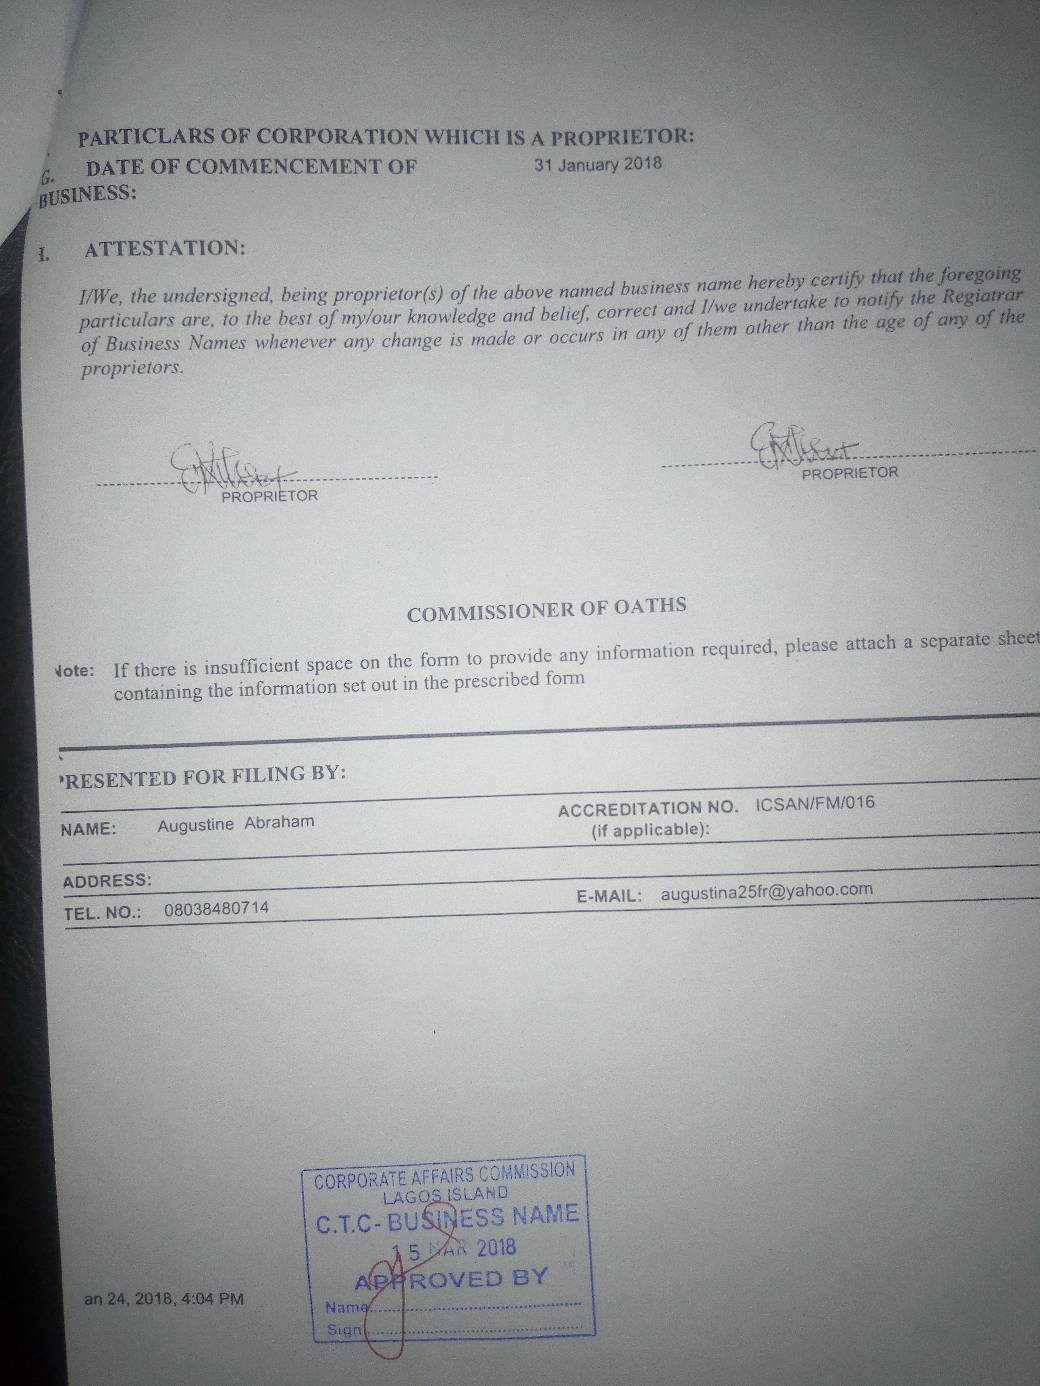 PARTICLARS OF CORPORATION WHICH IS A PROPRIETOR:
G. DATE OF COMMENCEMENT OF 31 January 2018
BUSINESS:
I. ATTESTATION:
I/We, the undersigned, being proprietor(s) of the above named business name hereby certify that the foregoing
particulars are, to the best of my/our knowledge and belief, correct and I/we undertake to notify the Regiatrar
of Business Names whenever any change is made or occurs in any of them other than the age of any of the
proprietors.
PROPRIETOR PROPRIETOR
COMMISSIONER OF OATHS
Note: If there is insufficient space on the form to provide any information required, please attach a separate sheet
containing the information set out in the prescribed form
PRESENTED FOR FILING BY:
NAME: Augustine Abraham ACCREDITATION NO. ICSAN/FM/016
(if applicable):
ADDRESS:
TEL. NO.: 08038480714 E-MAIL: augustina25fr@yahoo.com
CORPORATE AFFAIRS COMMISSION
LAGOS ISLAND
C.T.C- BUSINESS NAME
15 MAR 2018
APPROVED BY
Name
Sign
an 24, 2018, 4:04 PM